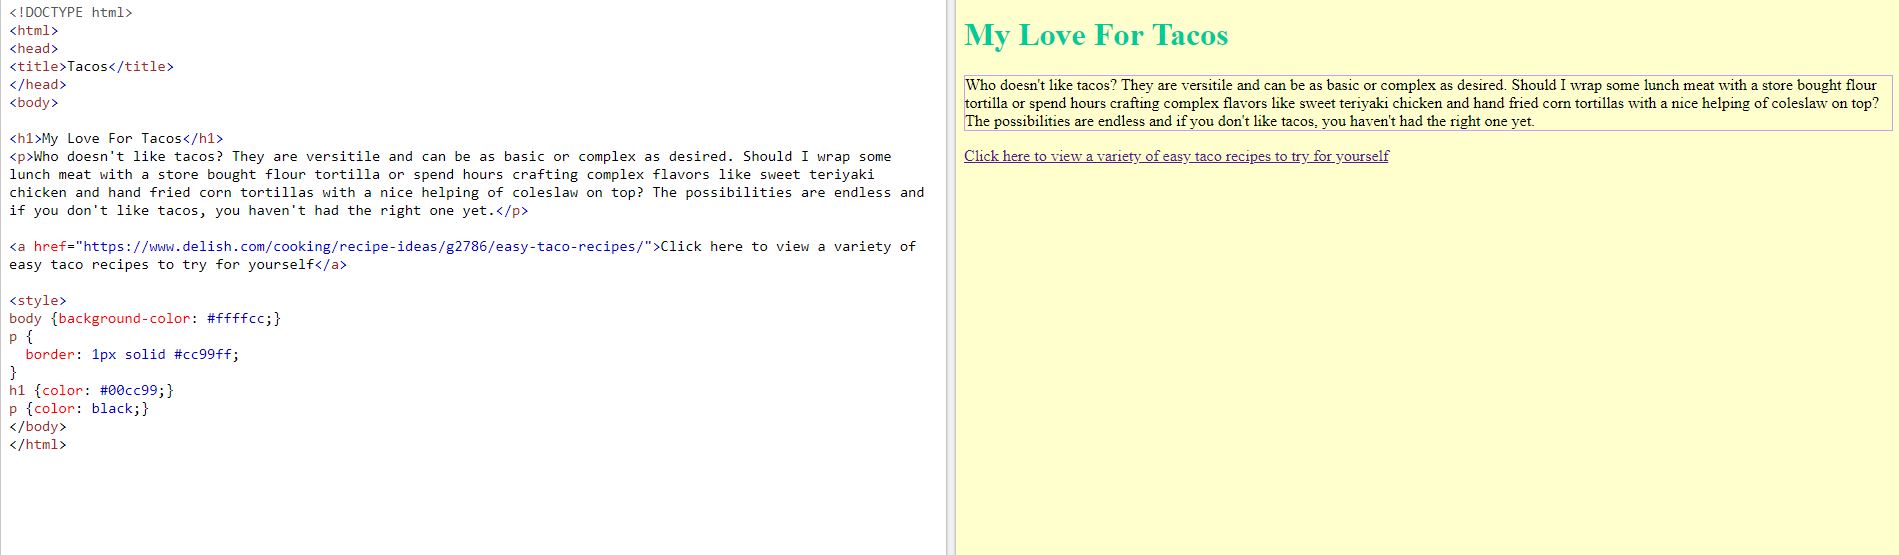 <!DOCTYPE html>
<html>
<head>
<title>Tacos</title>
</head>
<body>
<h1>My Love For Tacos</h1>
<p>Who doesn't like tacos? They are versitile and can be as basic or complex as desired. Should I wrap some
lunch meat with a store bought flour tortilla or spend hours crafting complex flavors like sweet teriyaki
chicken and hand fried corn tortillas with a nice helping of coleslaw on top? The possibilities are endless and
if you don't like tacos, you haven't had the right one yet.</p>
<a href="https://www.delish.com/cooking/recipe-ideas/g2786/easy-taco-recipes/">Click here to view a variety of
easy taco recipes to try for yourself</a>
<style>
body {background-color: #ffffcc;}
p {
  border: 1px solid #cc99ff;
}
h1 {color: #00cc99;}
p {color: black;}
</body>
</html>
My Love For Tacos
Who doesn't like tacos? They are versitile and can be as basic or complex as desired. Should I wrap some lunch meat with a store bought flour
tortilla or spend hours crafting complex flavors like sweet teriyaki chicken and hand fried corn tortillas with a nice helping of coleslaw on top?
The possibilities are endless and if you don't like tacos, you haven't had the right one yet.
Click here to view a variety of easy taco recipes to try for yourself